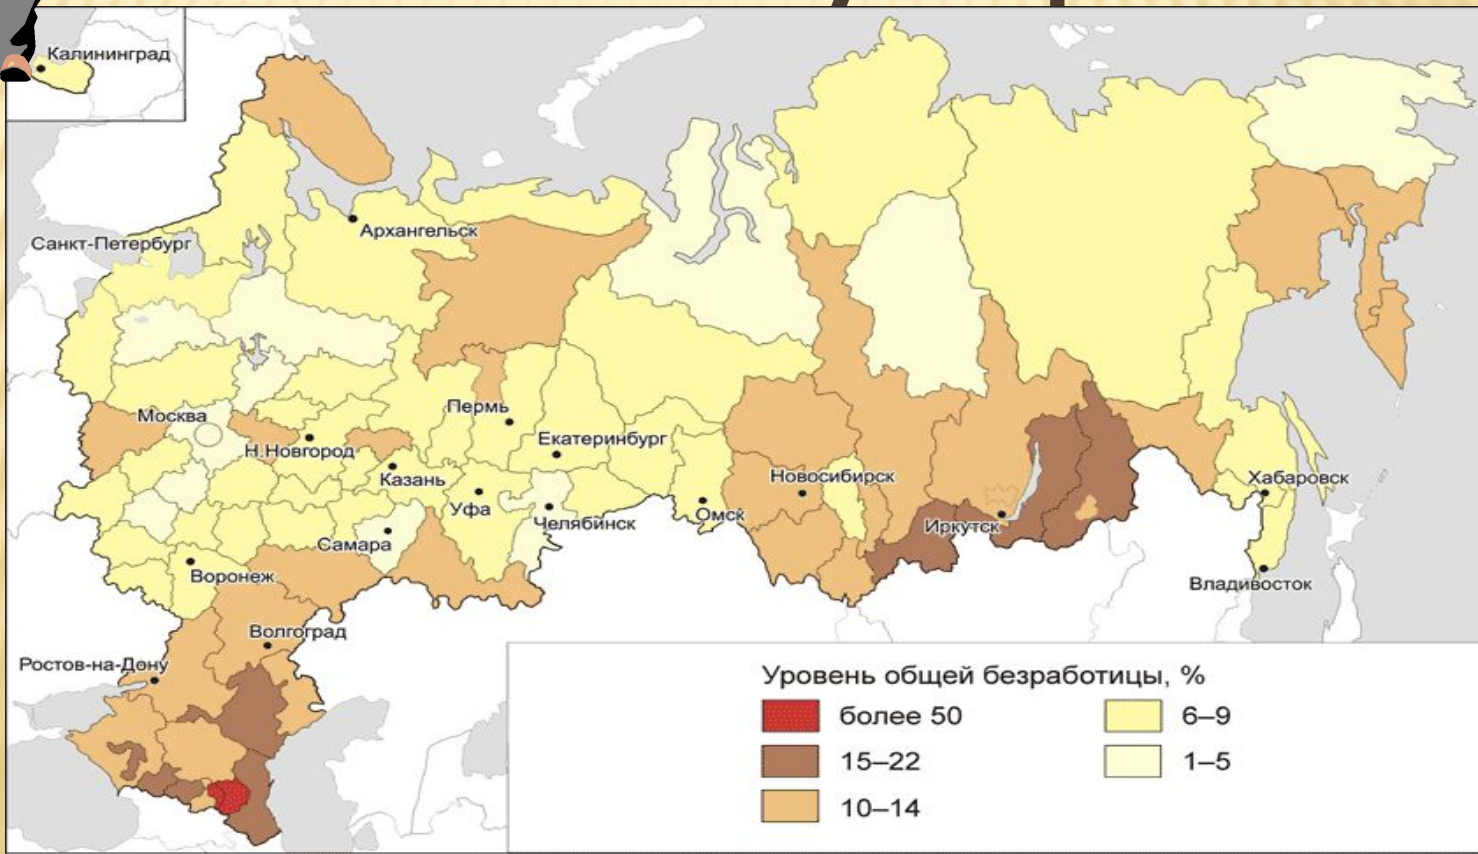 Калининград
Санкт-Петербург
Архангельск
Москва
Пермь
Н.Новгород
Екатеринбург
Казань
Новосибирск
Хабаровск
Уфа
Омск
Челябинск
Иркутск
Самара
Воронеж
Владивосток
Волгоград
Ростов-на-Дону
Уровень общей безработицы, %
более 50
6–9
15–22
1–5
10–14